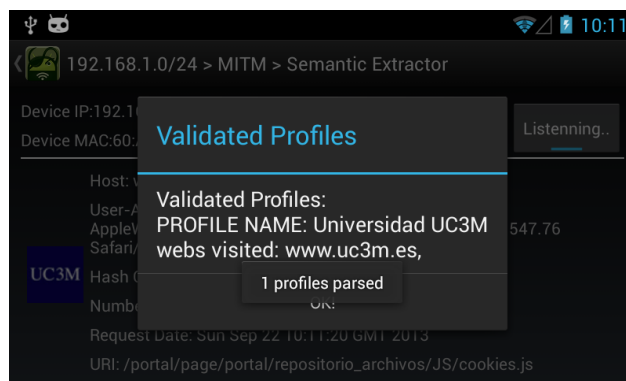 10:11
192.168.1.0/24 > MITM > Semantic Extractor
Device IP:192.1
Device MAC:60:
Listenning..
Validated Profiles
Validated Profiles:
PROFILE NAME: Universidad UC3M
webs visited: www.uc3m.es,
1 profiles parsed
OK!
Host:
User-A
AppleW
547.76
Safari/
UC3M
Hash
Numbe
Request Date: Sun Sep 22 10:11:20 GMT 2013
URI: /portal/page/portal/repositorio_archivos/JS/cookies.js